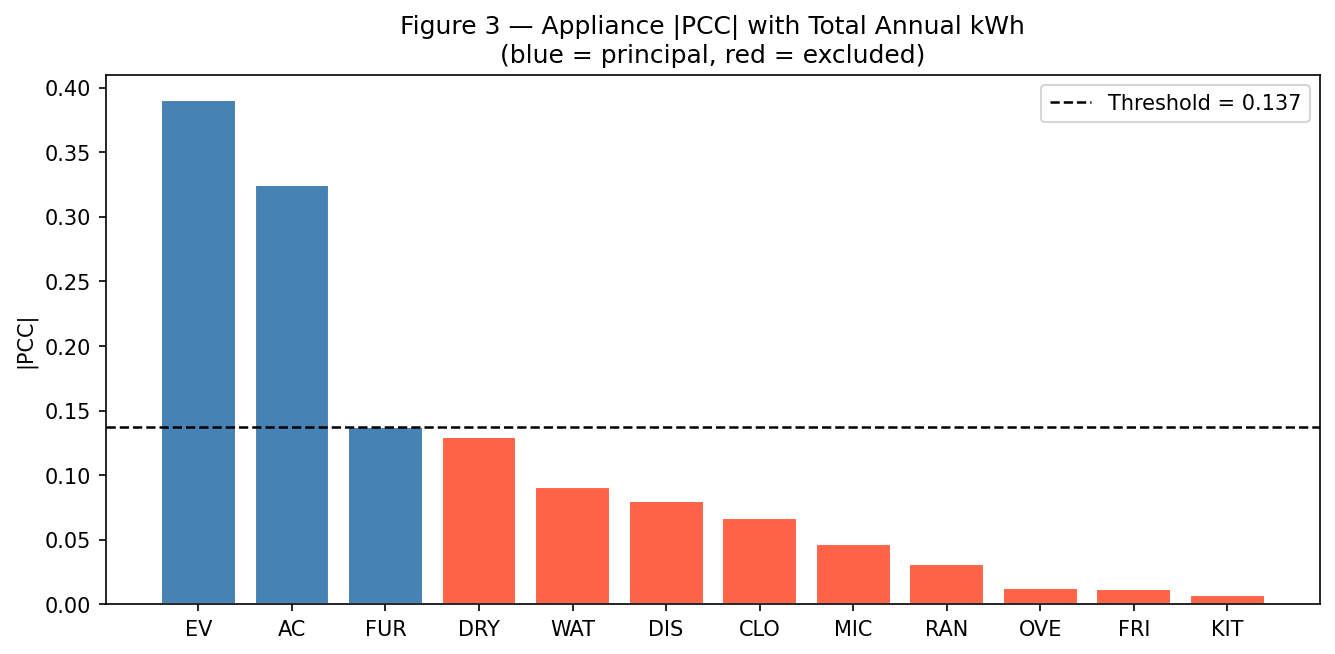 Figure 3 — Appliance |PCC| with Total Annual kWh
(blue = principal, red = excluded)
Threshold = 0.137
|PCC|
0.40
0.35
0.30
0.25
0.20
0.15
0.10
0.05
0.00
EV AC FUR DRY WAT DIS CLO MIC RAN OVE FRI KIT